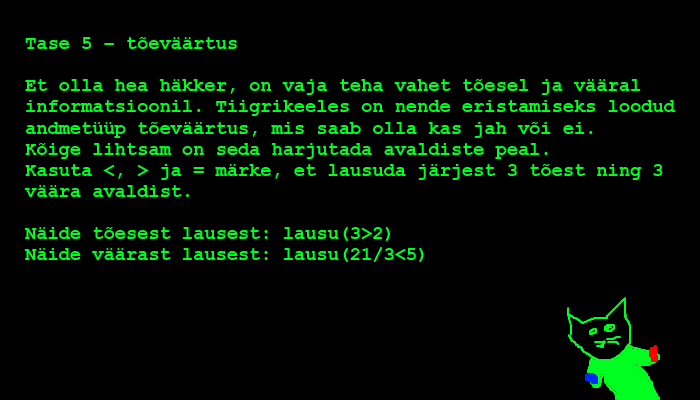 Tase 5 – tõeväärtus
Et olla hea häkker, on vaja teha vahet tõesel ja vääral
informatsioonil. Tiigrikeeles on nende eristamiseks loodud
andmetüüp tõeväärtus, mis saab olla kas jah või ei.
Kõige lihtsam on seda harjutada avaldiste peal.
Kasuta <, > ja = märke, et lausuda järjest 3 tõest ning 3
väära avaldist.
Näide tõesest lausest: lausu(3>2)
Näide väärast lausest: lausu(21/3<5)